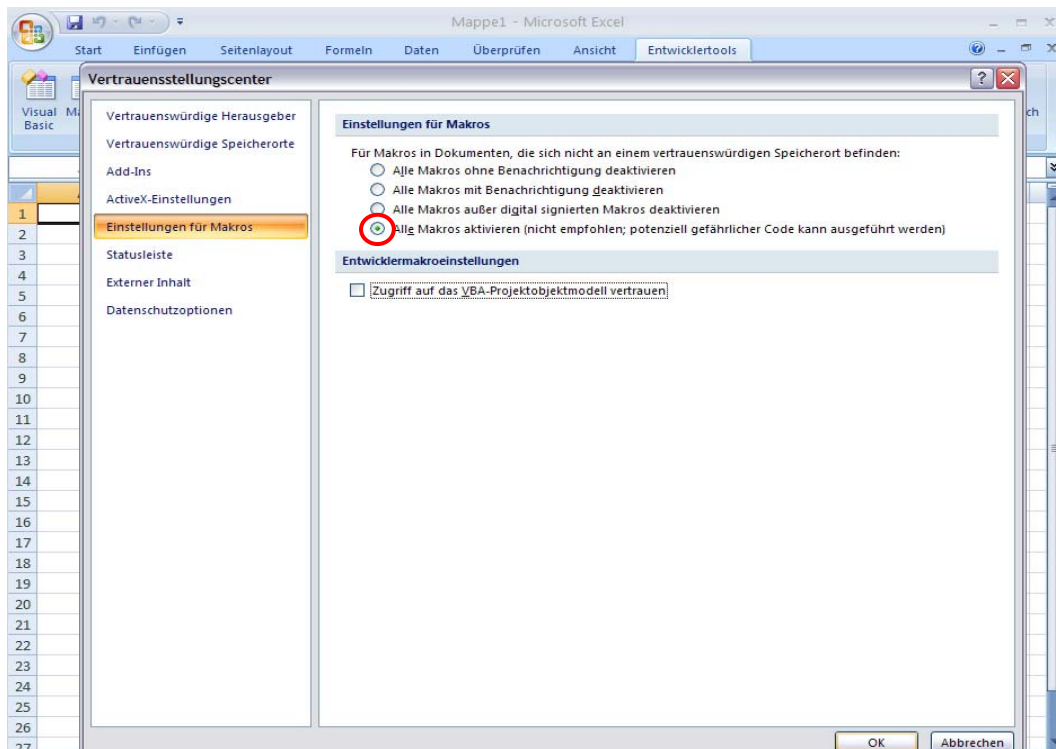 Mappe1 - Microsoft Excel
Start Einfügen Seitenlayout Formeln Daten Überprüfen Ansicht Entwicklertools
Vertrauensstellungscenter
Visual
Basic
ch
Vertrauenswürdige Herausgeber
Vertrauenswürdige Speicherorte
Add-Ins
ActiveX-Einstellungen
Einstellungen für Makros
Statusleiste
Externer Inhalt
Datenschutzoptionen
Einstellungen für Makros
Für Makros in Dokumenten, die sich nicht an einem vertrauenswürdigen Speicherort befinden:
Alle Makros ohne Benachrichtigung deaktivieren
Alle Makros mit Benachrichtigung deaktivieren
Alle Makros außer digital signierten Makros deaktivieren
Alle Makros aktivieren (nicht empfohlen; potenziell gefährlicher Code kann ausgeführt werden)
Entwicklermakroeinstellungen
Zugriff auf das VBA-Projektobjektmodell vertrauen
1
2
3
4
5
6
7
8
9
10
11
12
13
14
15
16
17
18
19
20
21
22
23
24
25
26
27
OK Abbrechen